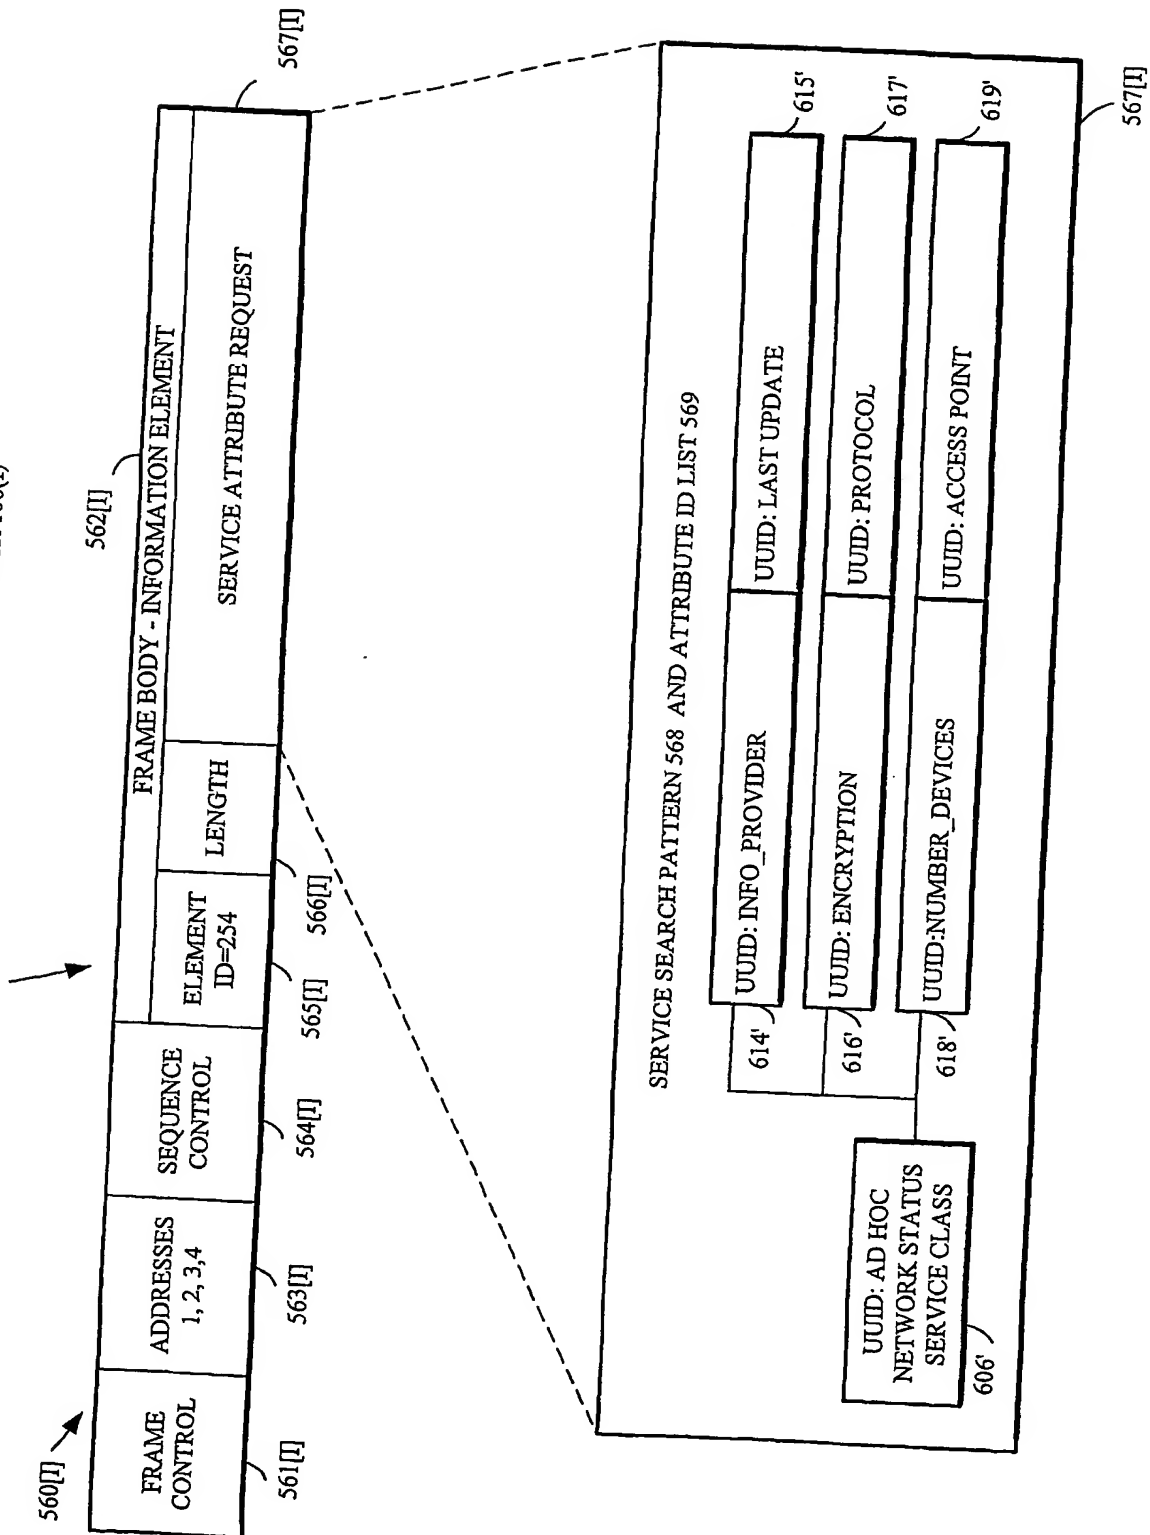 560[I]
FRAME
CONTROL
561[I]
ADDRESSES
1, 2, 3,4
563[I]
SEQUENCE
CONTROL
564[I]
FRAME BODY - INFORMATION ELEMENT
562[I]
ELEMENT
ID=254
565[I]
LENGTH
566[I]
SERVICE ATTRIBUTE REQUEST
567[I]
SERVICE SEARCH PATTERN 568 AND ATTRIBUTE ID LIST 569
UUID: INFO_PROVIDER
UUID: LAST UPDATE
614'
615'
UUID: ENCRYPTION
UUID: PROTOCOL
616'
617'
UUID:NUMBER_DEVICES
UUID: ACCESS POINT
618'
619'
UUID: AD HOC
NETWORK STATUS
SERVICE CLASS
606'
567[I]